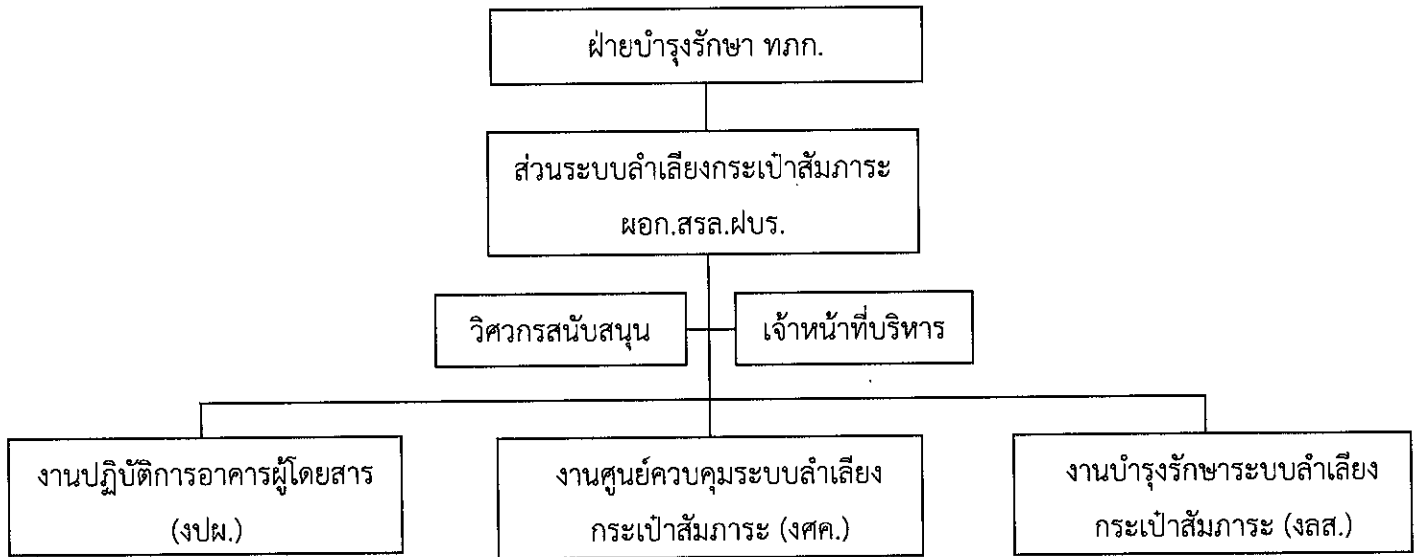 ฝ่ายบำรุงรักษา ทภก.
ส่วนระบบลำเลียงกระเป๋าสัมภาระ
ผอก.สรล.ฝบร.
วิศวกรสนับสนุน
เจ้าหน้าที่บริหาร
งานปฏิบัติการอาคารผู้โดยสาร
(งปผ.)
งานศูนย์ควบคุมระบบลำเลียง
กระเป๋าสัมภาระ (งศค.)
งานบำรุงรักษาระบบลำเลียง
กระเป๋าสัมภาระ (งลส.)